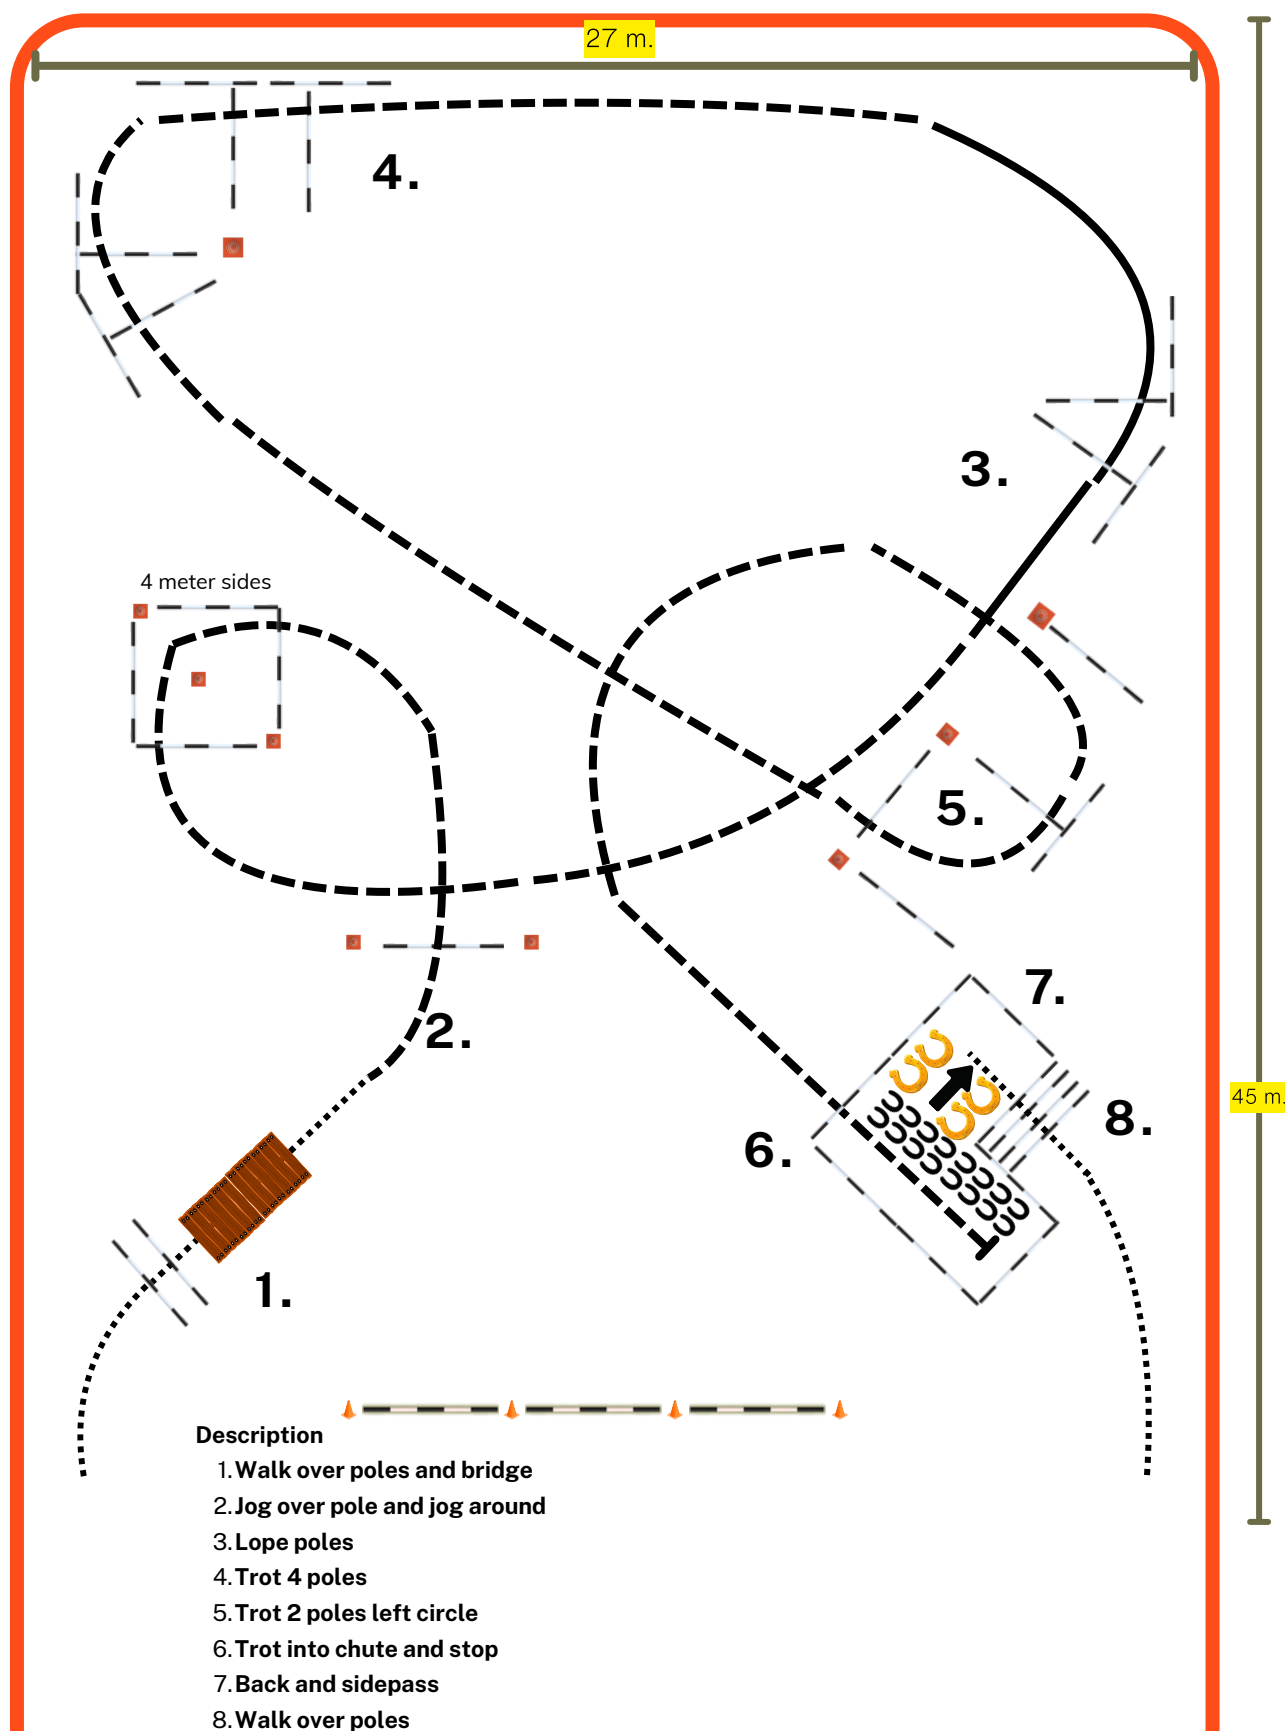 27 m.
4.
3.
4 meter sides
5.
7.
2.
45 m.
8.
6.
1.
Description
1.Walk over poles and bridge
2.Jog over pole and jog around
3.Lope poles
4.Trot 4 poles
5.Trot 2 poles left circle
6.Trot into chute and stop
7.Back and sidepass
8.Walk over poles